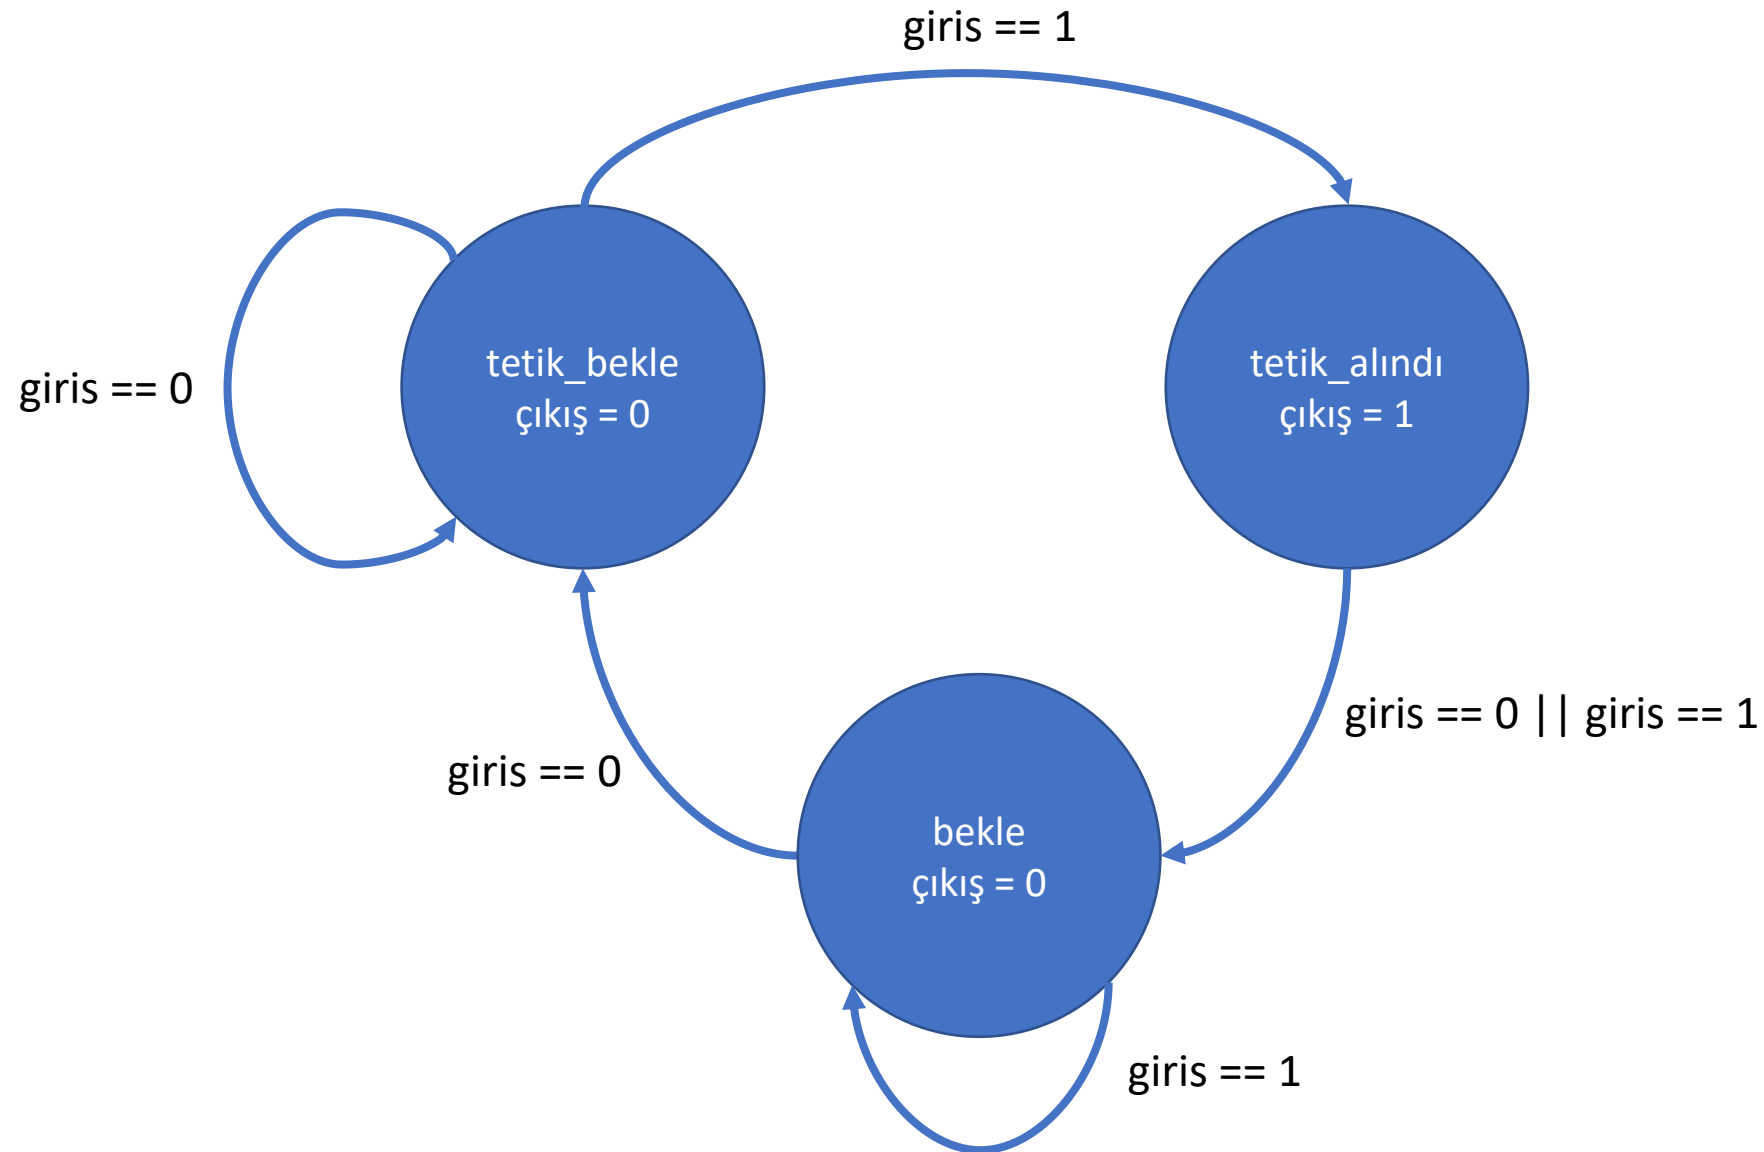 giris == 1
giris == 0
tetik_bekle
çıkış = 0
tetik_alındı
çıkış = 1
giris == 0 || giris == 1
giris == 0
bekle
çıkış = 0
giris == 1